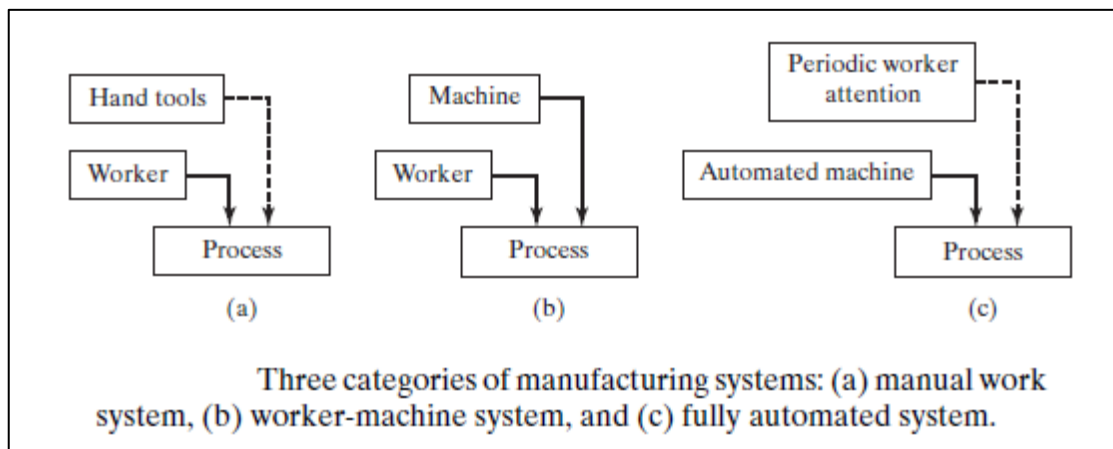 Hand tools
Worker
Process
(a)
Machine
Worker
Process
(b)
Periodic worker
attention
Automated machine
Process
(c)
Three categories of manufacturing systems: (a) manual work
system, (b) worker-machine system, and (c) fully automated system.